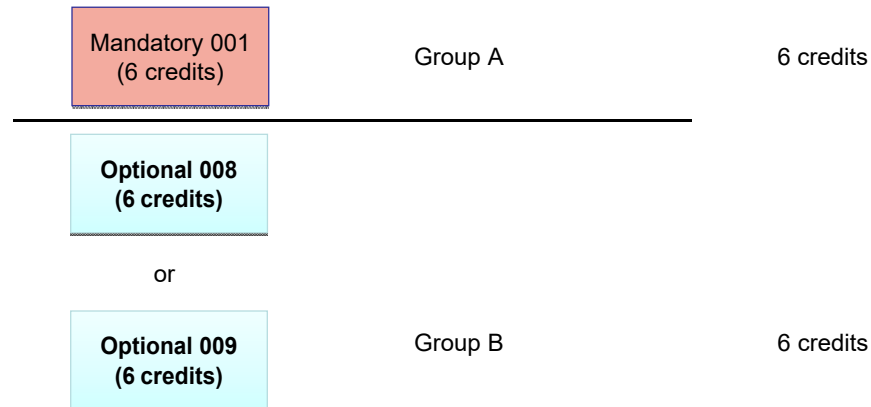 Mandatory 001
(6 credits)
Group A
6 credits
Optional 008
(6 credits)
or
Optional 009
(6 credits)
Group B
6 credits